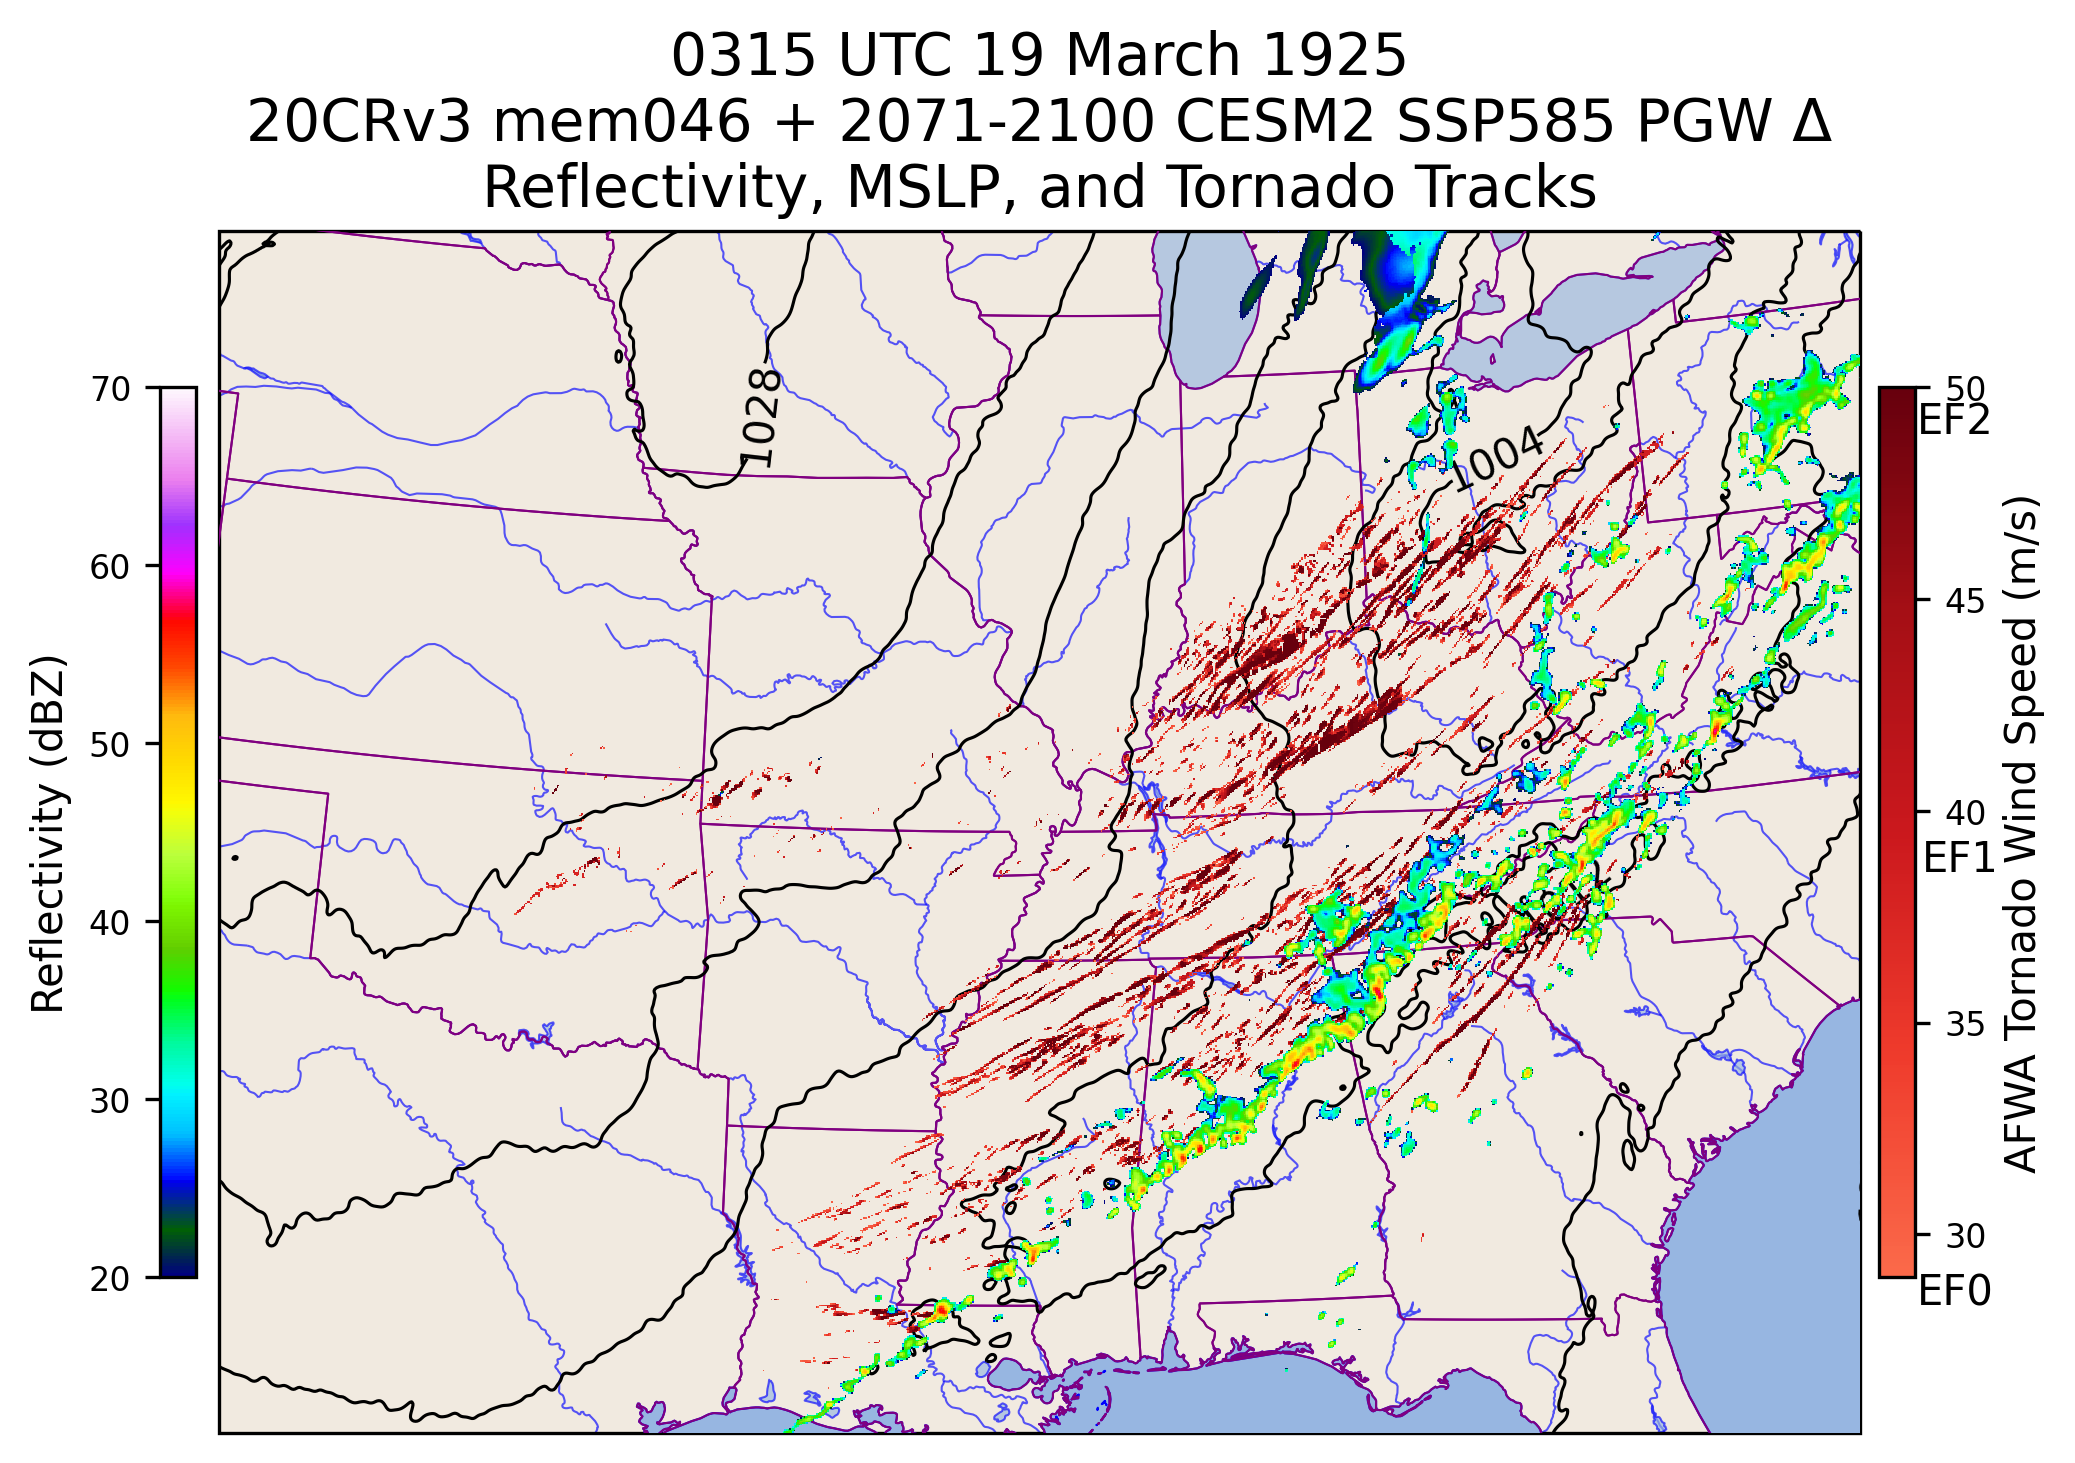 0315 UTC 19 March 1925
20CRv3 mem046 + 2071-2100 CESM2 SSP585 PGW Δ
Reflectivity, MSLP, and Tornado Tracks
70
60
50
40
30
20
Reflectivity (dBZ)
1028
1004
50
EF2
45
40
EF1
35
30
EF0
AFWA Tornado Wind Speed (m/s)